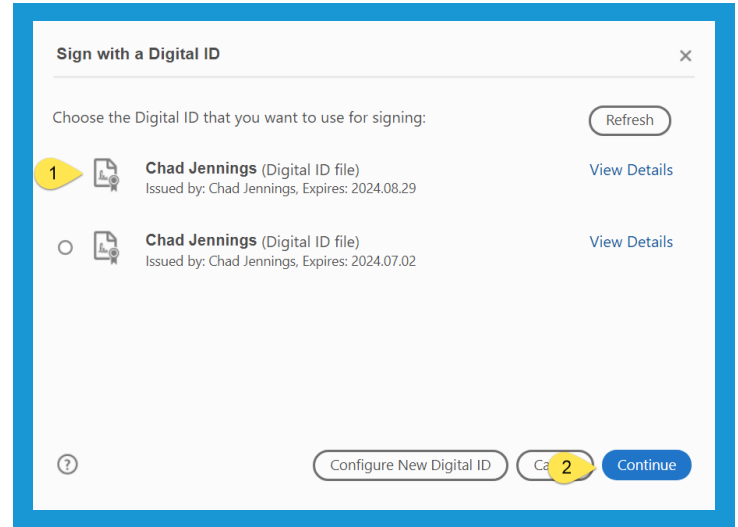 Sign with a Digital ID
Choose the Digital ID that you want to use for signing:
Refresh
1
Chad Jennings (Digital ID file)
View Details
Issued by: Chad Jennings, Expires: 2024.08.29
Chad Jennings (Digital ID file)
View Details
Issued by: Chad Jennings, Expires: 2024.07.02
?
Configure New Digital ID
2
Continue